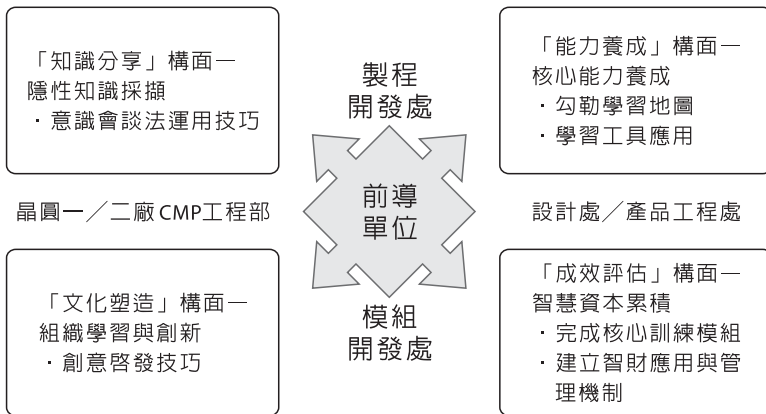 「知識分享」構面—
隱性知識採擷
・意識會談法運用技巧
製程
開發處
「能力養成」構面—
核心能力養成
・勾勒學習地圖
・學習工具應用
晶圓一／二廠CMP工程部
前導
單位
設計處／產品工程處
「文化塑造」構面—
組織學習與創新
・創意啓發技巧
模組
開發處
「成效評估」構面—
智慧資本累積
・完成核心訓練模組
・建立智財應用與管
理機制